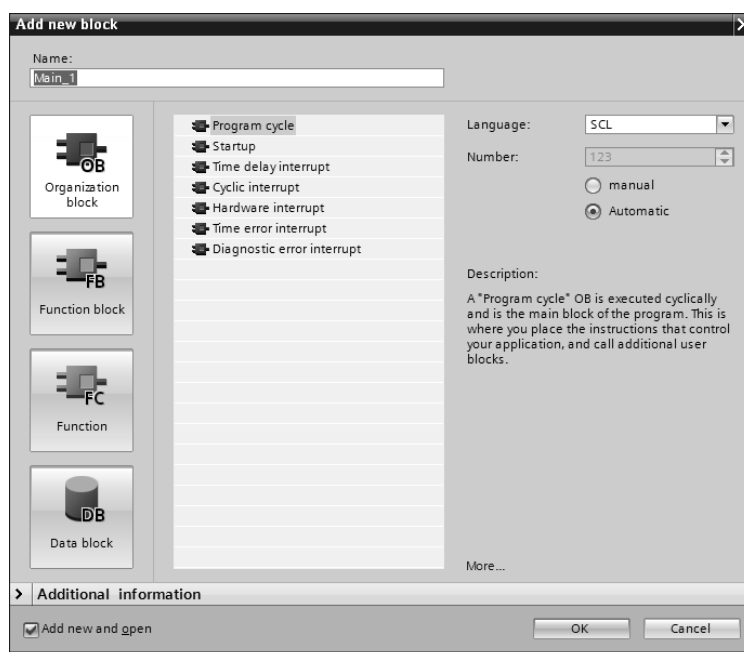 Add new block
Name:
Main_1
OB
Organization
block
FB
Function block
FC
Function
DB
Data block
Program cycle
Startup
Time delay interrupt
Cyclic interrupt
Hardware interrupt
Time error interrupt
Diagnostic error interrupt
Language:
SCL
Number:
123
manual
Automatic
Description:
A "Program cycle" OB is executed cyclically
and is the main block of the program. This is
where you place the instructions that control
your application, and call additional user
blocks.
More...
> Additional information
Add new and open
OK
Cancel